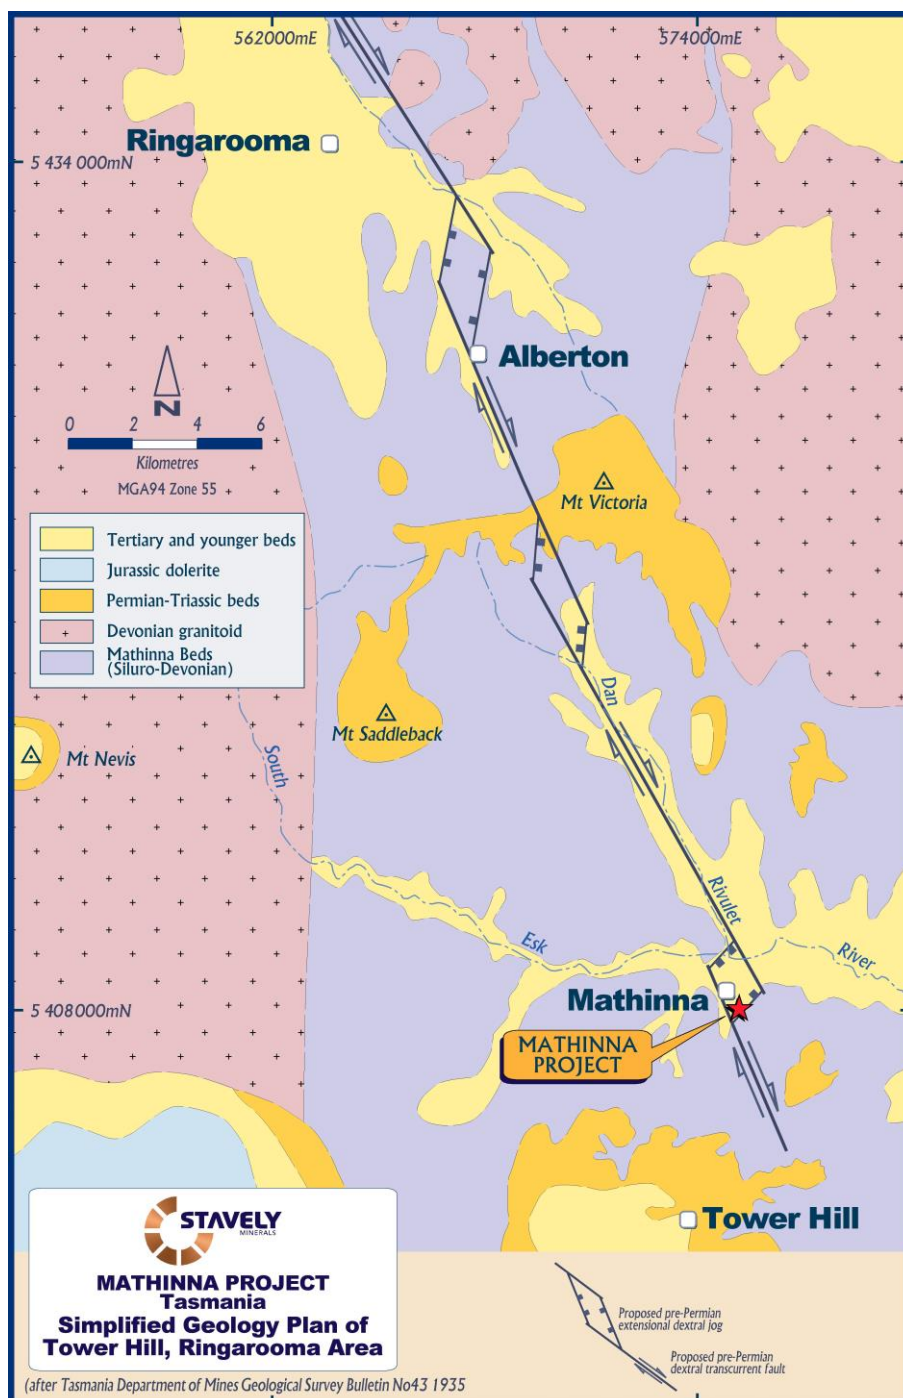 562000mE
574000mE
Ringarooma
5 434 000mN
Alberton
N
0 2 4 6
Kilometres
MGA94 Zone 55
Mt Victoria
Tertiary and younger beds
Jurassic dolerite
Permian-Triassic beds
Devonian granitoid
Mathinna Beds
(Siluro-Devonian)
Dan
Mt Saddleback
Mt Nevis
South
Rivulet
Esk
River
Mathinna
5 408000mN
MATHINNA
PROJECT
STAVELY
MINERALS
Tower Hill
MATHINNA PROJECT
Tasmania
Simplified Geology Plan of
Tower Hill, Ringarooma Area
Proposed pre-Permian
extensional dextral jog
Proposed pre-Permian
dextral transcurrent fault
(after Tasmania Department of Mines Geological Survey Bulletin No43 1935